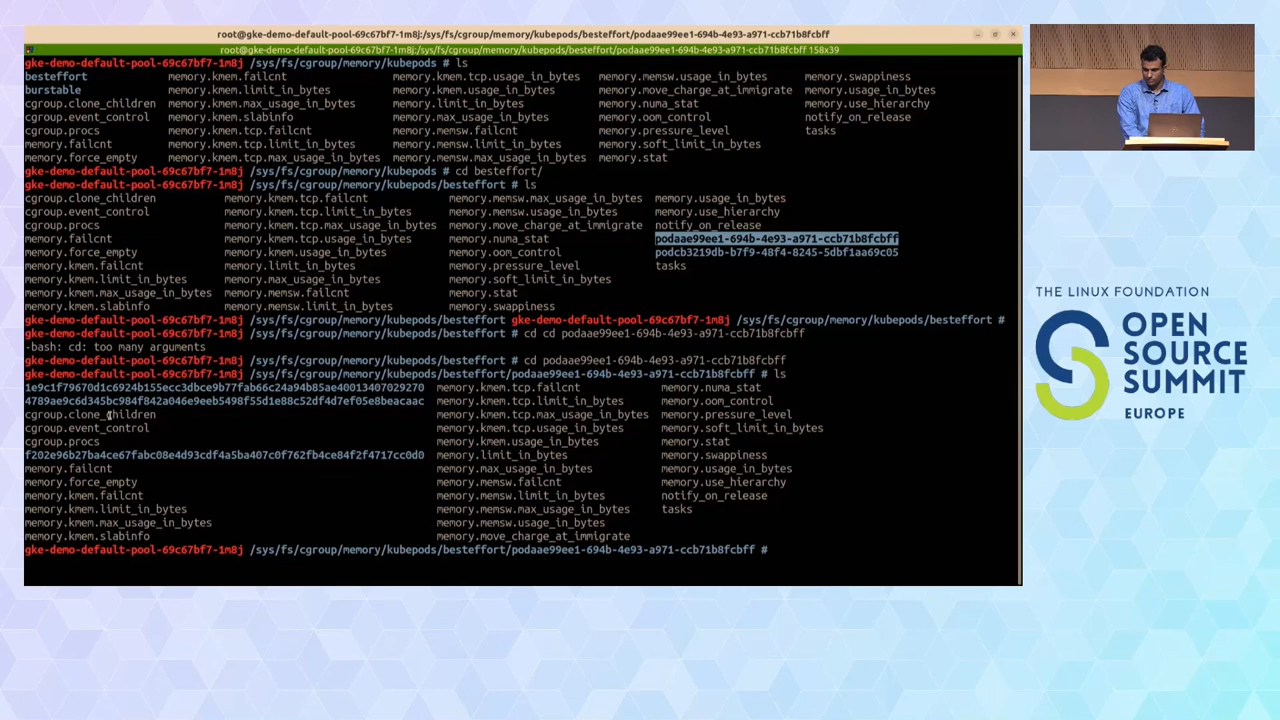 root@gke-demo-default-pool-69c67bf7-1m8j:/sys/fs/cgroup/memory/kubepods/besteffort/podaae99ee1-694b-4e93-a971-ccb71b8fcbff
root@gke-demo-default-pool-69c67bf7-1m8j:/sys/fs/cgroup/memory/kubepods/besteffort/podaae99ee1-694b-4e93-a971-ccb71b8fcbff 158x39
gke-demo-default-pool-69c67bf7-1m8j /sys/fs/cgroup/memory/kubepods # ls
besteffort memory.kmem.failcnt memory.kmem.tcp.usage_in_bytes memory.memsw.usage_in_bytes memory.swappiness
burstable memory.kmem.limit_in_bytes memory.kmem.usage_in_bytes memory.move_charge_at_immigrate memory.usage_in_bytes
cgroup.clone_children memory.kmem.max_usage_in_bytes memory.limit_in_bytes memory.numa_stat memory.use_hierarchy
cgroup.event_control memory.kmem.slabinfo memory.max_usage_in_bytes memory.oom_control notify_on_release
cgroup.procs memory.kmem.tcp.failcnt memory.memsw.failcnt memory.pressure_level tasks
memory.failcnt memory.kmem.tcp.limit_in_bytes memory.memsw.limit_in_bytes memory.soft_limit_in_bytes
memory.force_empty memory.kmem.tcp.max_usage_in_bytes memory.memsw.max_usage_in_bytes memory.stat
gke-demo-default-pool-69c67bf7-1m8j /sys/fs/cgroup/memory/kubepods # cd besteffort/
gke-demo-default-pool-69c67bf7-1m8j /sys/fs/cgroup/memory/kubepods/besteffort # ls
cgroup.clone_children memory.kmem.tcp.failcnt memory.memsw.max_usage_in_bytes memory.usage_in_bytes
cgroup.event_control memory.kmem.tcp.limit_in_bytes memory.memsw.usage_in_bytes memory.use_hierarchy
cgroup.procs memory.kmem.tcp.max_usage_in_bytes memory.move_charge_at_immigrate notify_on_release
memory.failcnt memory.kmem.tcp.usage_in_bytes memory.numa_stat podaae99ee1-694b-4e93-a971-ccb71b8fcbff
memory.force_empty memory.kmem.usage_in_bytes memory.oom_control podcb3219db-b7f9-48f4-8245-5dbf1aa69c05
memory.kmem.failcnt memory.limit_in_bytes memory.pressure_level tasks
memory.kmem.limit_in_bytes memory.max_usage_in_bytes memory.soft_limit_in_bytes
memory.kmem.max_usage_in_bytes memory.memsw.failcnt memory.stat
memory.kmem.slabinfo memory.memsw.limit_in_bytes memory.swappiness
gke-demo-default-pool-69c67bf7-1m8j /sys/fs/cgroup/memory/kubepods/besteffort gke-demo-default-pool-69c67bf7-1m8j /sys/fs/cgroup/memory/kubepods/besteffort #
gke-demo-default-pool-69c67bf7-1m8j /sys/fs/cgroup/memory/kubepods/besteffort # cd cd podaae99ee1-694b-4e93-a971-ccb71b8fcbff
-bash: cd: too many arguments
gke-demo-default-pool-69c67bf7-1m8j /sys/fs/cgroup/memory/kubepods/besteffort # cd podaae99ee1-694b-4e93-a971-ccb71b8fcbff
gke-demo-default-pool-69c67bf7-1m8j /sys/fs/cgroup/memory/kubepods/besteffort/podaae99ee1-694b-4e93-a971-ccb71b8fcbff # ls
1e9c1f79670d1c6924b155ecc3dbce9b77fab66c24a94b85ae40013407029270 memory.kmem.tcp.failcnt memory.numa_stat
4789ae9c6d345bc984f842a046e9eeb5498f55d1e88c52df4d7ef05e8beacaac memory.kmem.tcp.limit_in_bytes memory.oom_control
cgroup.clone_children memory.kmem.tcp.max_usage_in_bytes memory.pressure_level
cgroup.event_control memory.kmem.tcp.usage_in_bytes memory.soft_limit_in_bytes
cgroup.procs memory.kmem.usage_in_bytes memory.stat
f202e96b27ba4ce67fabc08e4d93cdf4a5ba407c0f762fb4ce84f2f4717cc0d0 memory.limit_in_bytes memory.swappiness
memory.failcnt memory.max_usage_in_bytes memory.usage_in_bytes
memory.force_empty memory.memsw.failcnt memory.use_hierarchy
memory.kmem.failcnt memory.memsw.limit_in_bytes notify_on_release
memory.kmem.limit_in_bytes memory.memsw.max_usage_in_bytes tasks
memory.kmem.max_usage_in_bytes memory.memsw.usage_in_bytes
memory.kmem.slabinfo memory.move_charge_at_immigrate
gke-demo-default-pool-69c67bf7-1m8j /sys/fs/cgroup/memory/kubepods/besteffort/podaae99ee1-694b-4e93-a971-ccb71b8fcbff #
THE LINUX FOUNDATION
OPEN
SOURCE
SUMMIT
EUROPE